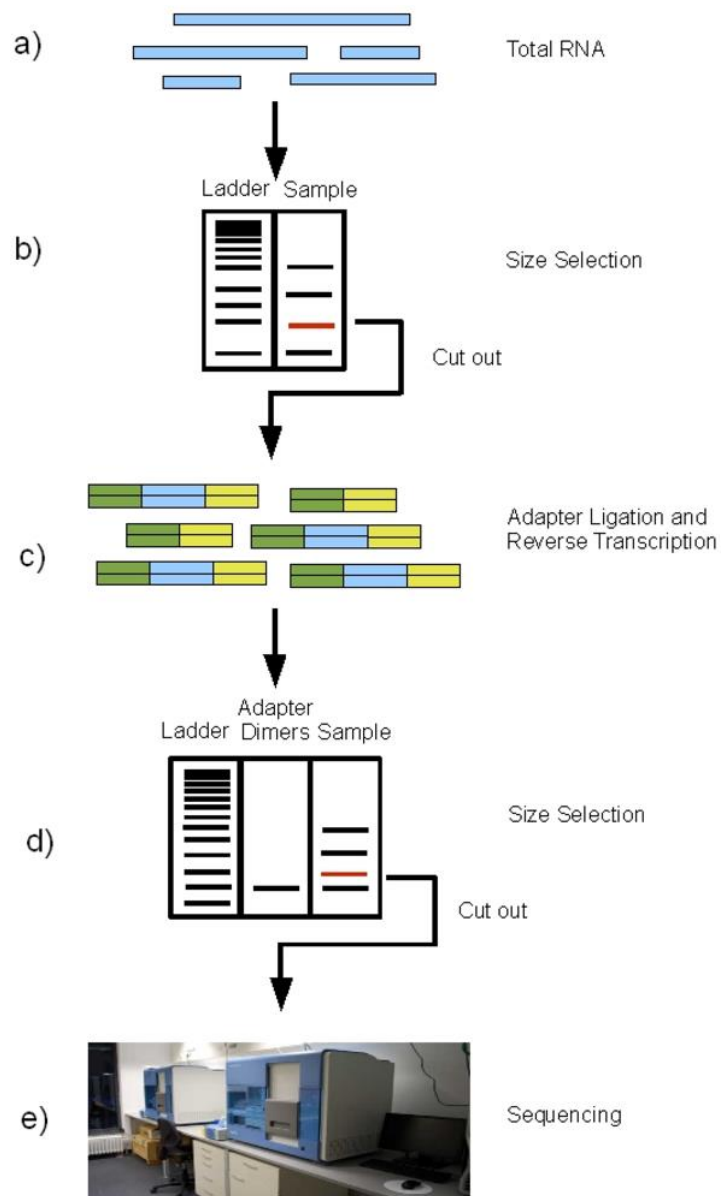 a)
Total RNA
Ladder Sample
b)
Size Selection
Cut out
c)
Adapter Ligation and
Reverse Transcription
Adapter
Ladder Dimers Sample
d)
Size Selection
Cut out
e)
Sequencing